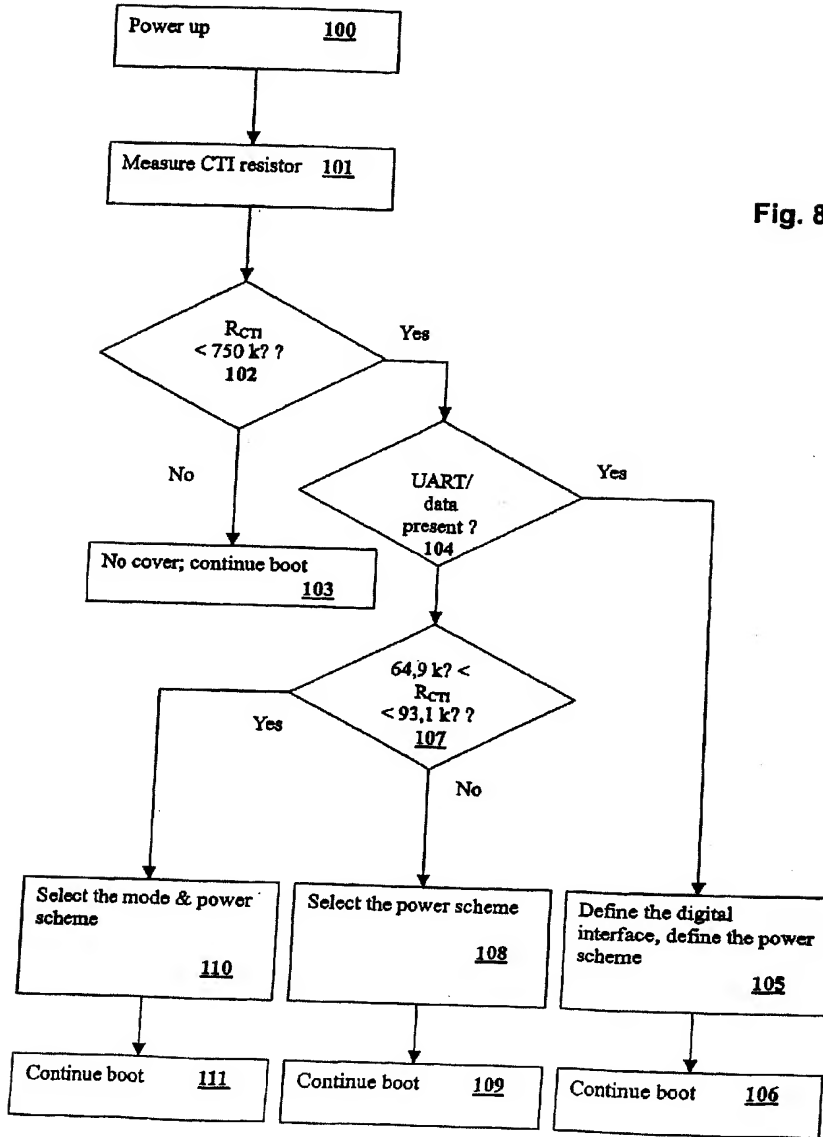 Power up 100
Measure CTI resistor 101
Fig. 8
RCTI
< 750 k? ?
102
Yes
No
UART/
data
present ?
104
Yes
No cover; continue boot
103
64,9 k? <
RCTI
< 93,1 k? ?
107
Yes
No
Select the mode & power
scheme
110
Select the power scheme
108
Define the digital
interface, define the power
scheme
105
Continue boot 111
Continue boot 109
Continue boot 106